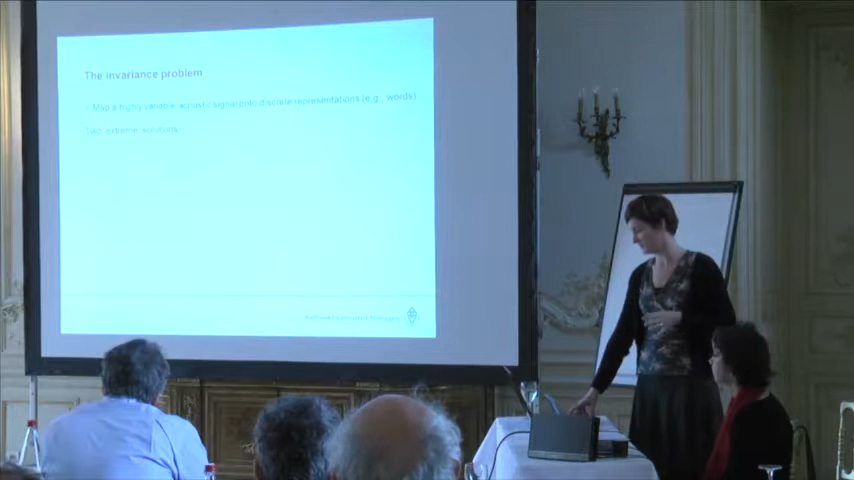 The invariance problem
Map a highly variable acoustic signal onto discrete representations (e.g., words)
Two extreme solutions